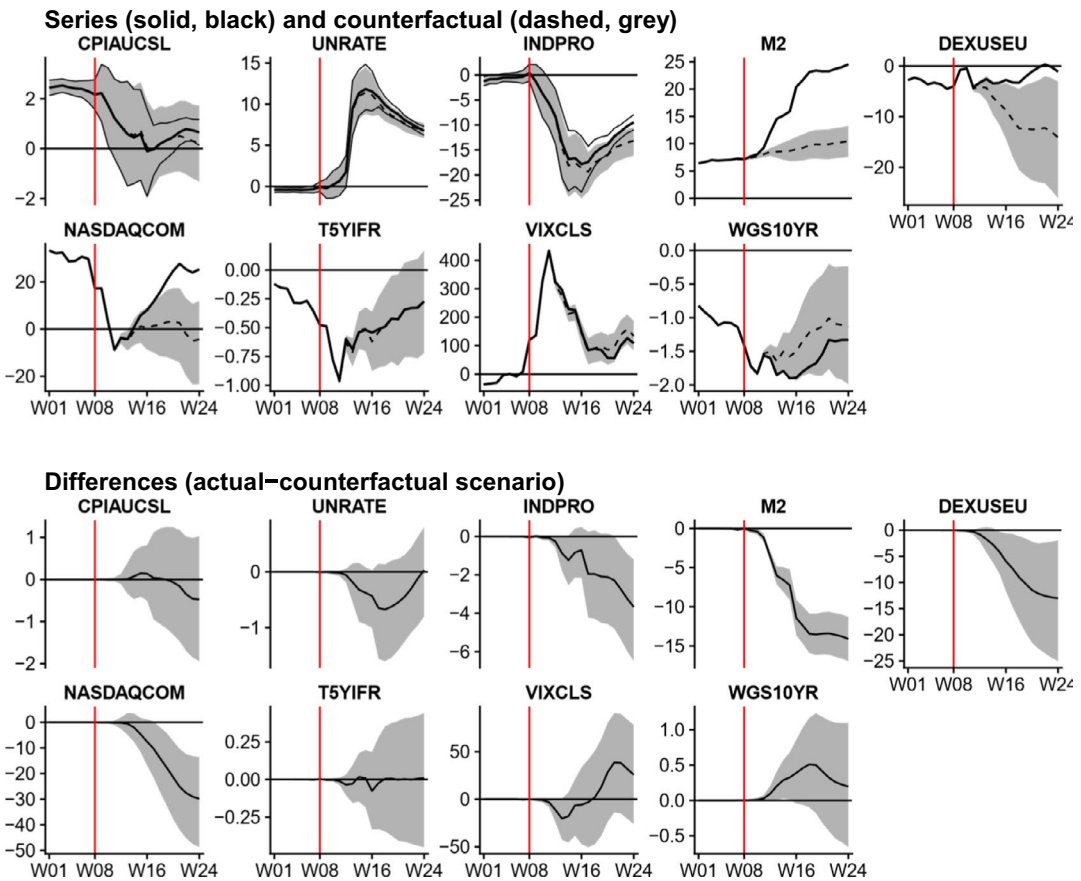 Series (solid, black) and counterfactual (dashed, grey)
CPIAUCSL UNRATE INDPRO M2 DEXUSEU
2 0 −2
15 10 5 0
0 −5 −10 −15 −20 −25
25 20 15 10 5 0
0 −10 −20
W01 W08 W16 W24
NASDAQCOM T5YIFR VIXCLS WGS10YR
20 0 −20
0.00 −0.25 −0.50 −0.75 −1.00
400 300 200 100 0
0.0 −0.5 −1.0 −1.5 −2.0
W01 W08 W16 W24 W01 W08 W16 W24 W01 W08 W16 W24 W01 W08 W16 W24
Differences (actual−counterfactual scenario)
CPIAUCSL UNRATE INDPRO M2 DEXUSEU
1 0 −1 −2
0 −1
0 −2 −4 −6
0 −5 −10 −15
0 −5 −10 −15 −20 −25
W01 W08 W16 W24
NASDAQCOM T5YIFR VIXCLS WGS10YR
0 −10 −20 −30 −40 −50
0.25 0.00 −0.25
50 0 −50
1.0 0.5 0.0 −0.5
W01 W08 W16 W24 W01 W08 W16 W24 W01 W08 W16 W24 W01 W08 W16 W24